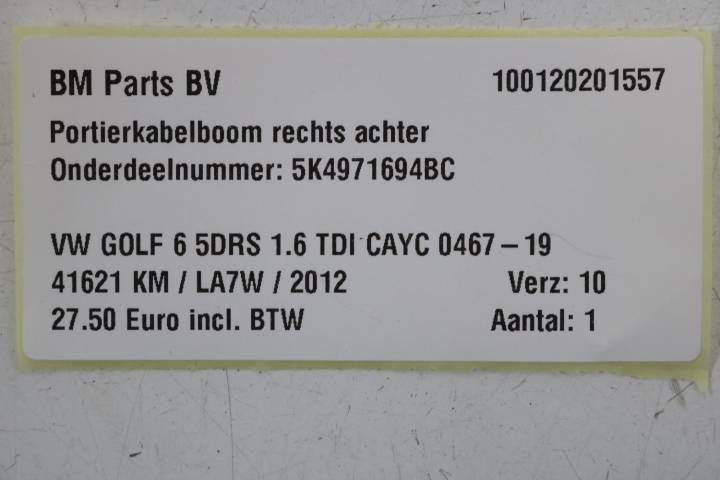 BM Parts BV 100120201557
Portierkabelboom rechts achter
Onderdeelnummer: 5K4971694BC
VW GOLF 6 5DRS 1.6 TDI CAYC 0467 – 19
41621 KM / LA7W / 2012 Verz: 10
27.50 Euro incl. BTW Aantal: 1